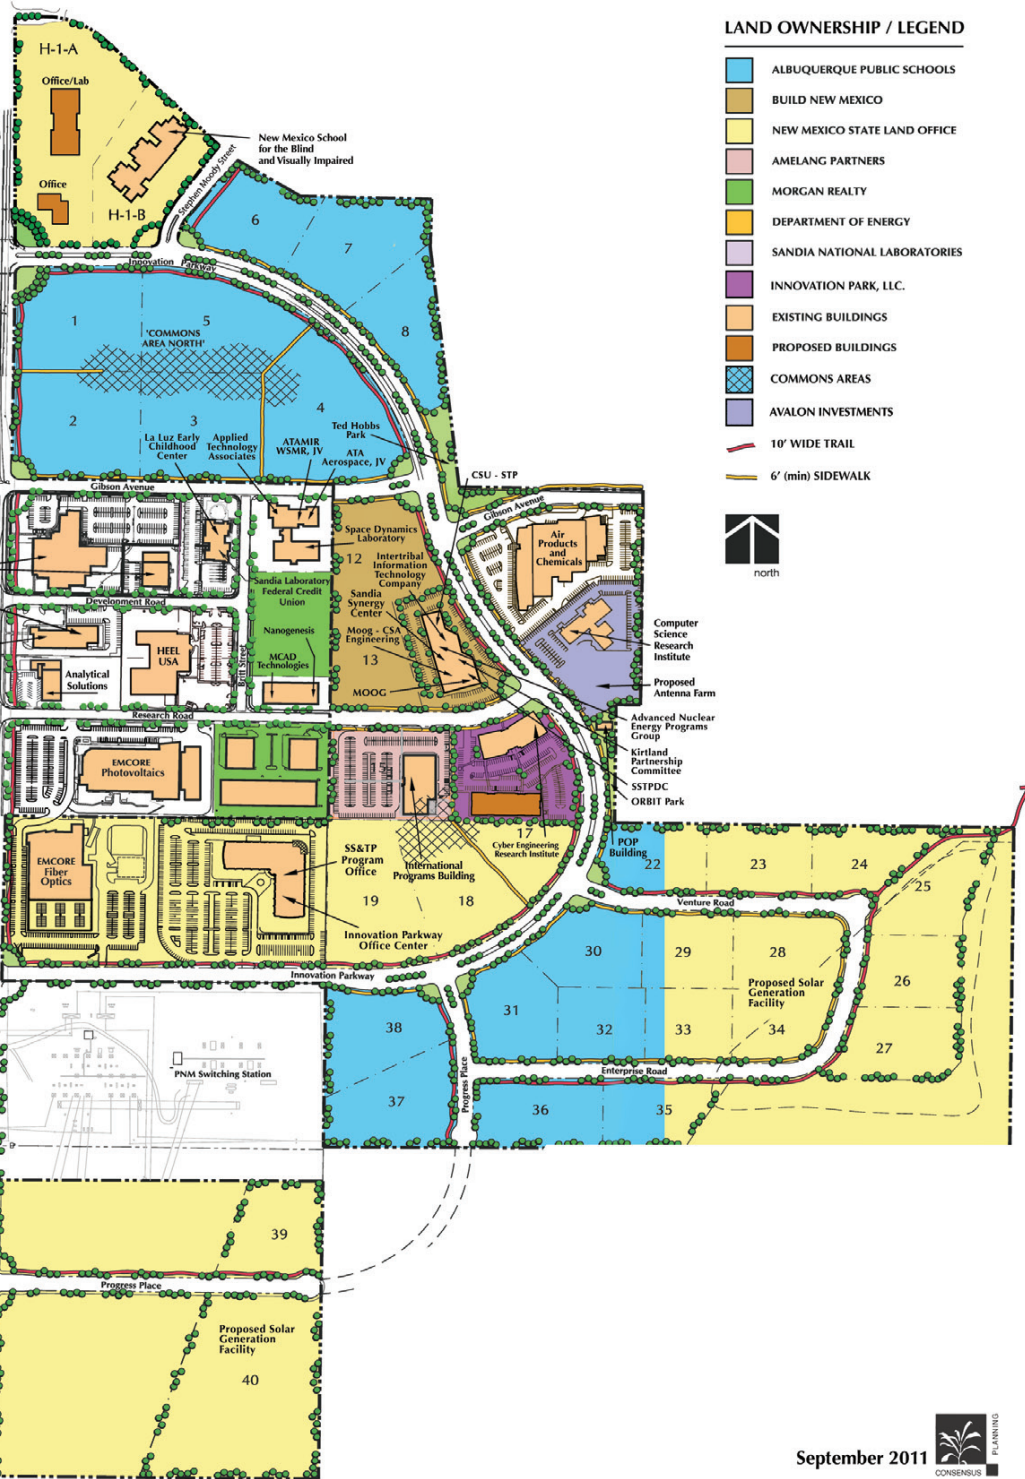 LAND OWNERSHIP / LEGEND
ALBUQUERQUE PUBLIC SCHOOLS
BUILD NEW MEXICO
NEW MEXICO STATE LAND OFFICE
AMELANG PARTNERS
MORGAN REALTY
DEPARTMENT OF ENERGY
SANDIA NATIONAL LABORATORIES
INNOVATION PARK, LLC.
EXISTING BUILDINGS
PROPOSED BUILDINGS
COMMONS AREAS
AVALON INVESTMENTS
10' WIDE TRAIL
6' (min) SIDEWALK
north
H-1-A
Office/Lab
New Mexico School
for the Blind
and Visually Impaired
Office
H-1-B
Stephen Moody Street
6
7
Innovation Parkway
1
5
8
'COMMONS
AREA NORTH'
2
3
4
Ted Hobbs
Park
La Luz Early
Childhood
Center
Applied
Technology
Associates
ATAMIR
WSMR, JV
ATA
Aerospace, JV
CSU - STP
Gibson Avenue
Gibson Avenue
Space Dynamics
Laboratory
12
Intertribal
Information
Technology
Company
Air
Products
and
Chemicals
Sandia Laboratory
Federal Credit
Union
Sandia
Synergy
Center
Development Road
Nanogenesis
Moog - CSA
Engineering
Computer
Science
Research
Institute
HEEL
USA
Britt Street
MCAD
Technologies
13
Analytical
Solutions
MOOG
Proposed
Antenna Farm
Research Road
Advanced Nuclear
Energy Programs
Group
Kirtland
Partnership
Committee
SSTPDC
ORBIT Park
EMCORE
Photovoltaics
17
Cyber Engineering
Research Institute
POP
Building
22
23
24
25
EMCORE
Fiber
Optics
SS&TP
Program
Office
International
Programs Building
19
18
Venture Road
Innovation Parkway
Office Center
30
29
28
Innovation Parkway
Proposed Solar
Generation
Facility
26
31
32
33
34
38
27
PNM Switching Station
Enterprise Road
Progress Place
37
36
35
39
Progress Place
Proposed Solar
Generation
Facility
40
September 2011
CONSENSUS
PLANNING